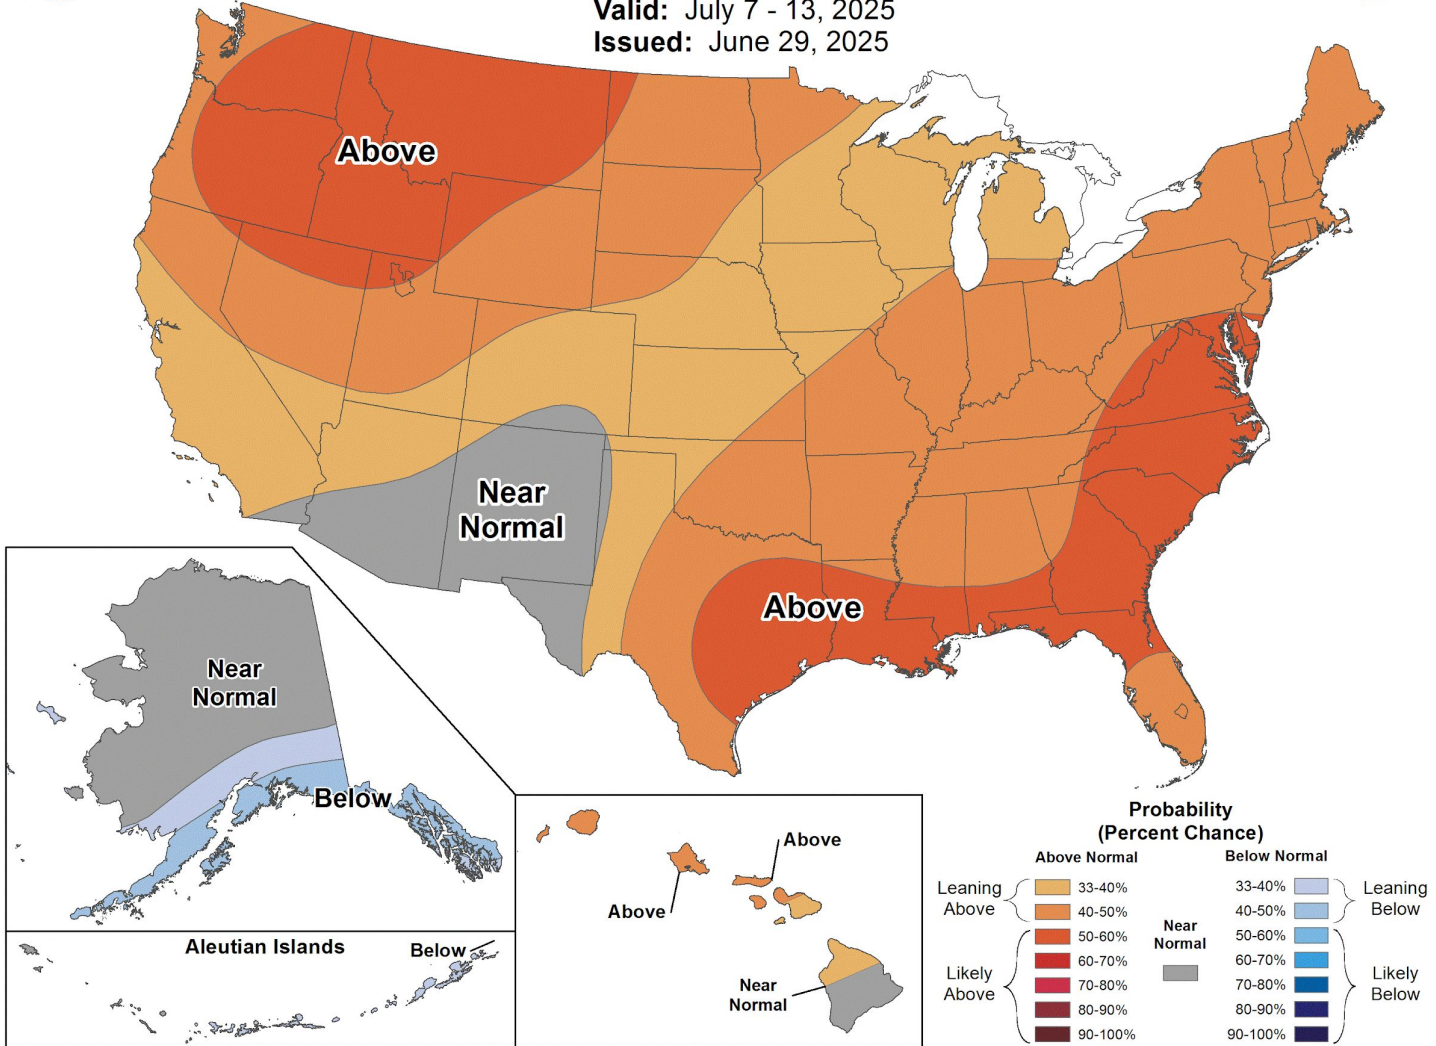 Valid: July 7 - 13, 2025
Issued: June 29, 2025
Above
Near
Normal
Above
Near
Normal
Below
Aleutian Islands
Below
Above
Above
Near
Normal
Probability
(Percent Chance)
Above Normal
Below Normal
Leaning
Above
33-40%
40-50%
Likely
Above
50-60%
60-70%
70-80%
80-90%
90-100%
Near
Normal
33-40%
40-50%
Leaning
Below
50-60%
60-70%
70-80%
80-90%
90-100%
Likely
Below